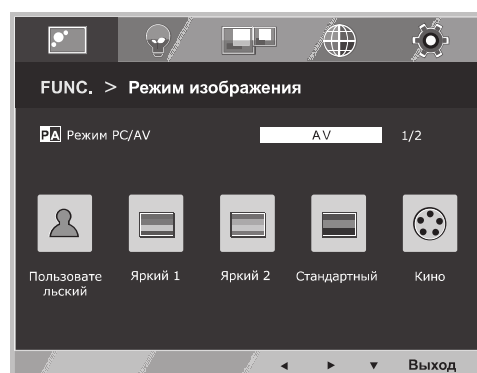 FUNC. > Режим изображения
PA Режим PC/AV AV 1/2
Пользовате
льский
Яркий 1
Яркий 2
Стандартный
Кино
◄ ► ▼ Выход